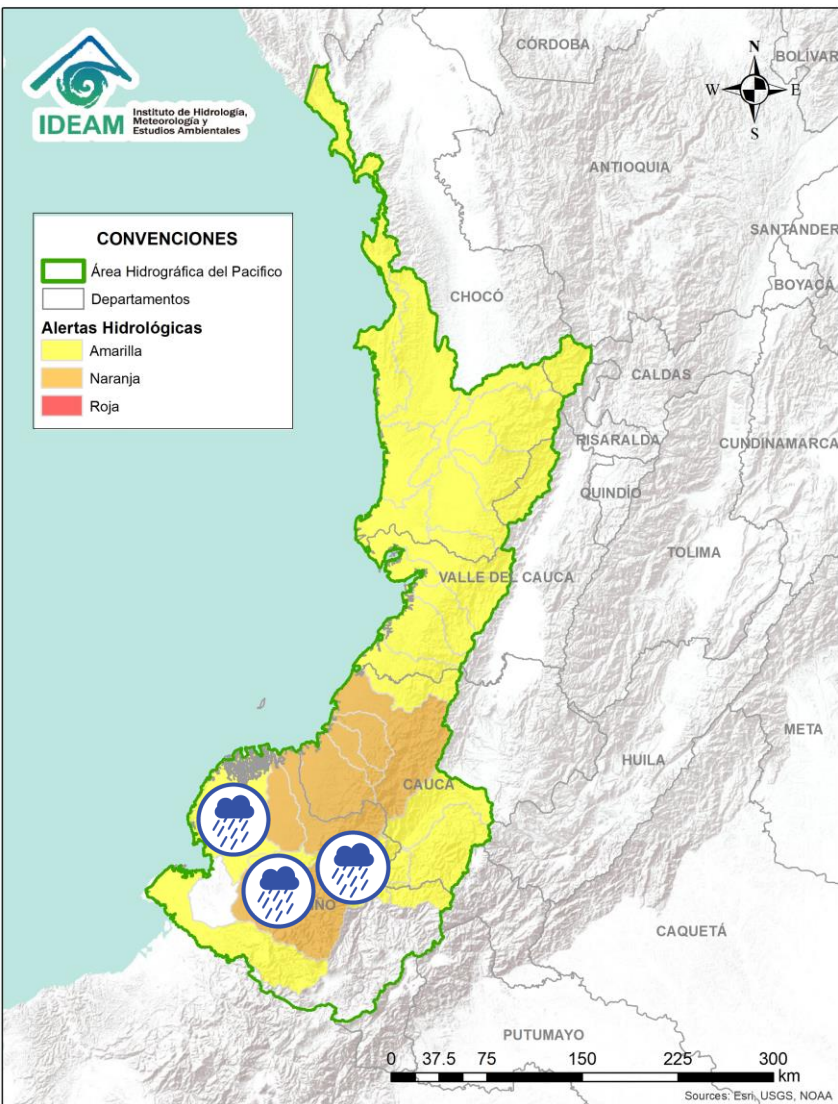 IDEAM
Instituto de Hidrología,
Meteorología y
Estudios Ambientales
CONVENCIONES
Área Hidrográfica del Pacifico
Departamentos
Alertas Hidrológicas
Amarilla
Naranja
Roja
N
W
E
S
CÓRDOBA
BOLÍVAR
ANTIOQUIA
SANTANDER
BOYACÁ
CHOCÓ
CALDAS
RISARALDA
CUNDINAMARCA
QUINDÍO
TOLIMA
VALLE DEL CAUCA
META
HUILA
CAUCA
ÑO
CAQUETÁ
PUTUMAYO
0 37.5 75 150 225 300
km
Sources: Esri, USGS, NOAA